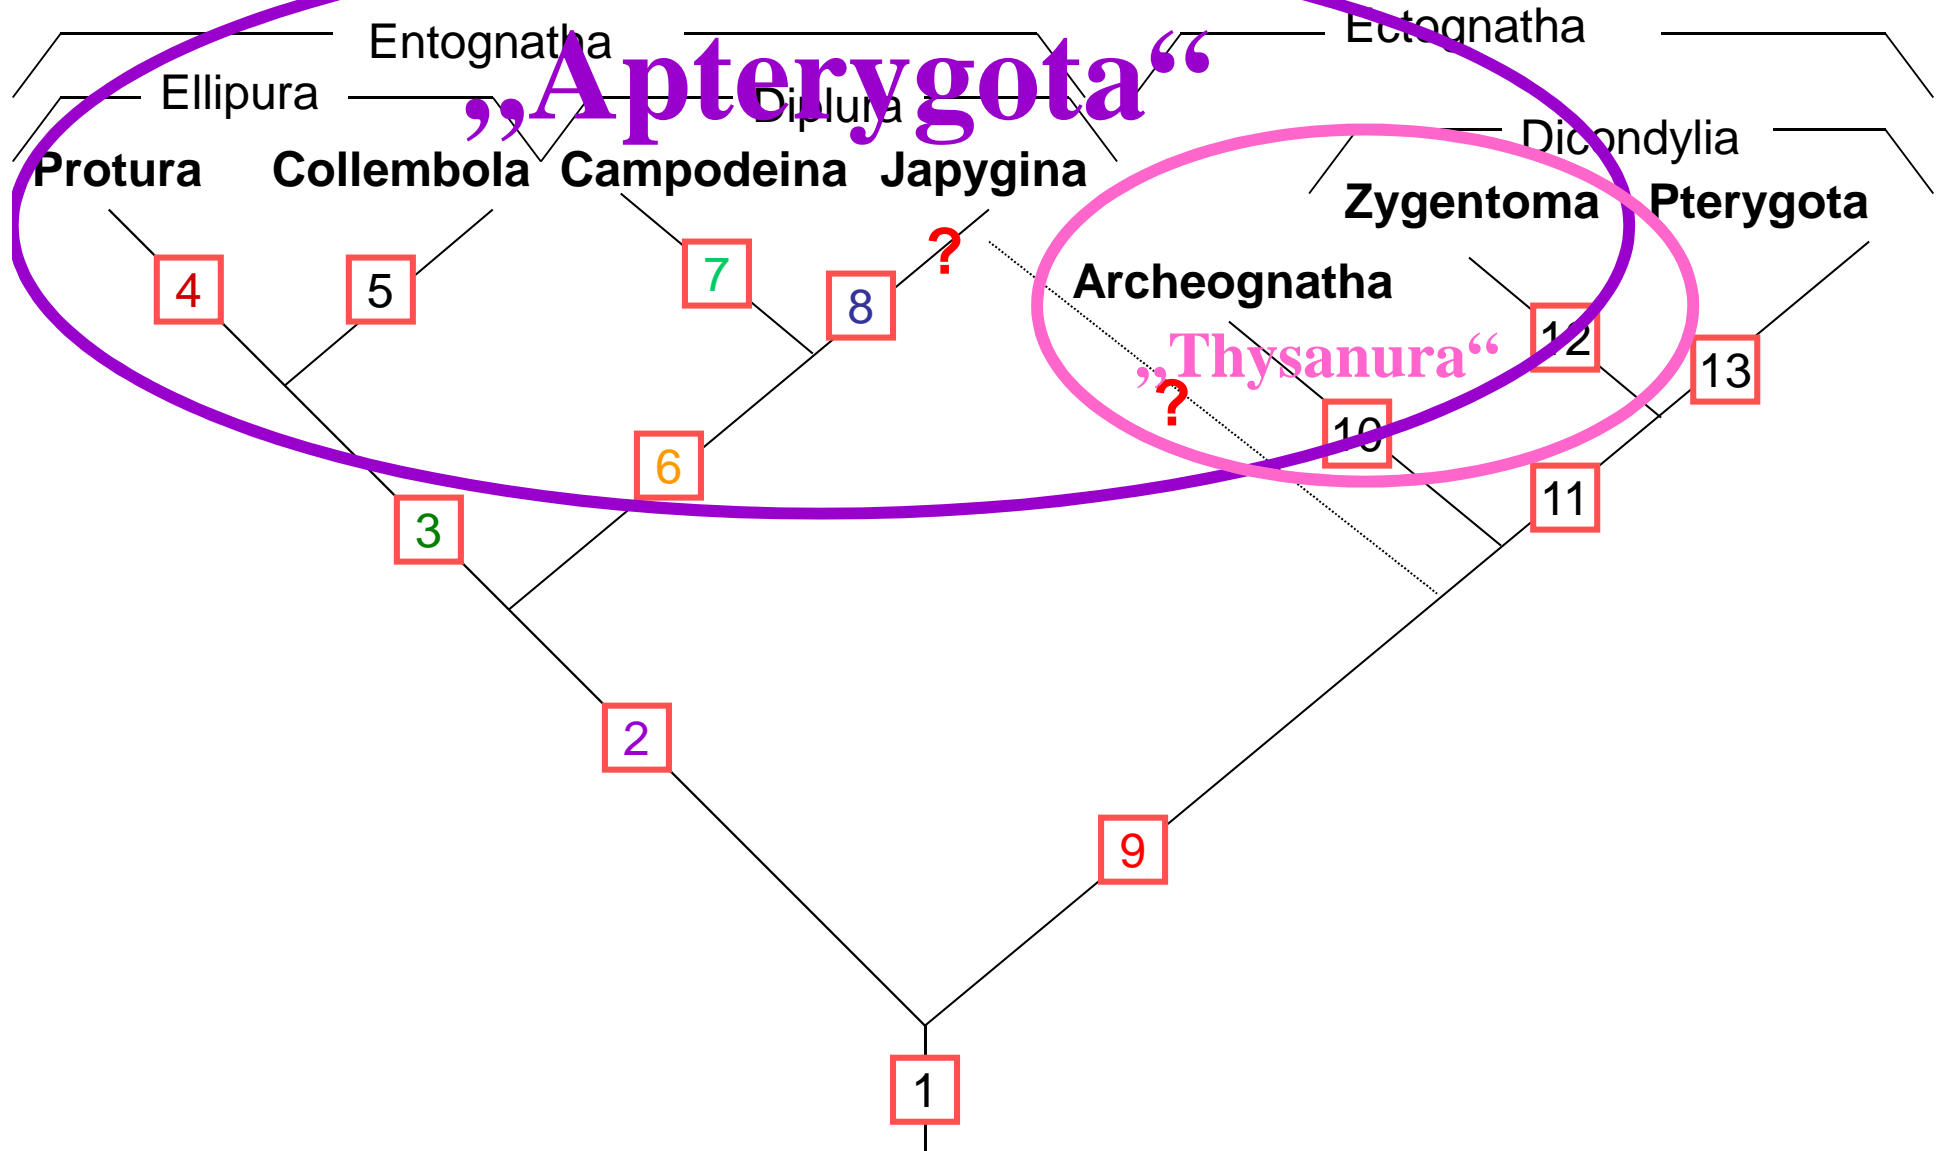 Entognatha
Ectognatha
Ellipura
„Apterygota“
Diplura
Dicondylia
Protura
Collembola
Campodeina
Japygina
Zygentoma
Pterygota
?
Archeognatha
4
5
7
8
„Thysanura“
12
13
?
10
6
11
3
2
9
1